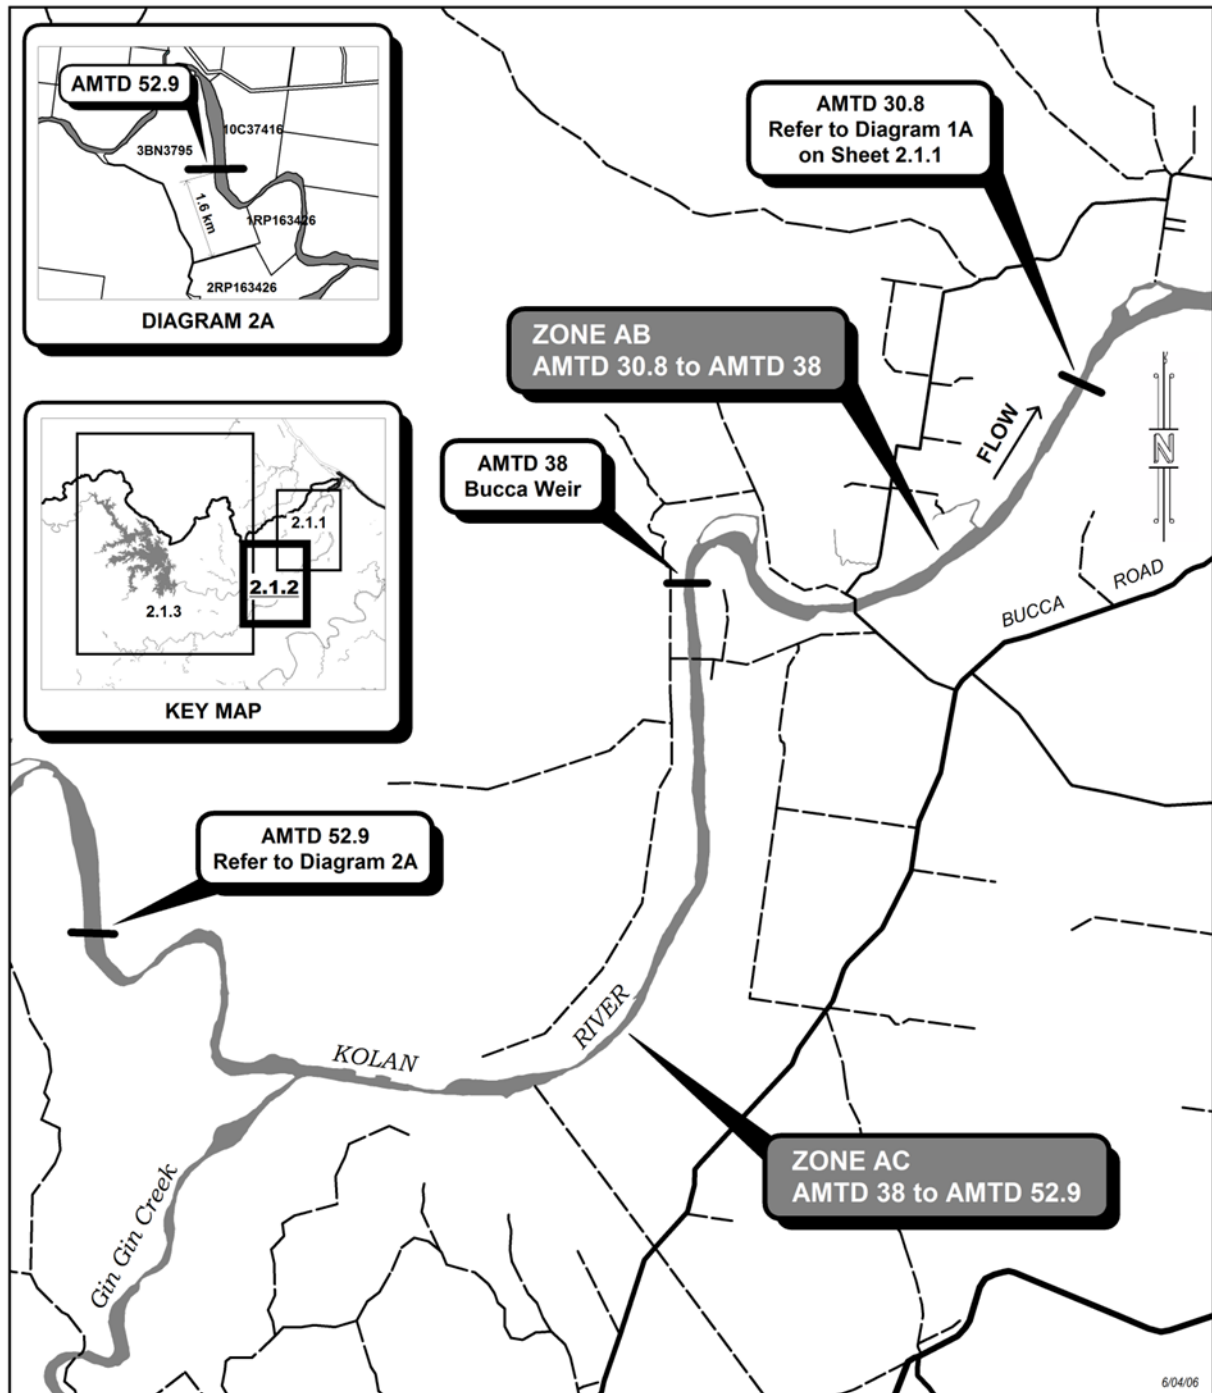 AMTD 52.9
10C37416
3BN3795
1.6 km
1RP163426
2RP163426
DIAGRAM 2A
AMTD 30.8
Refer to Diagram 1A
on Sheet 2.1.1
ZONE AB
AMTD 30.8 to AMTD 38
FLOW
N
AMTD 38
Bucca Weir
2.1.1
2.1.2
2.1.3
KEY MAP
BUCCA ROAD
AMTD 52.9
Refer to Diagram 2A
KOLAN RIVER
ZONE AC
AMTD 38 to AMTD 52.9
Gin Gin Creek
6/04/06